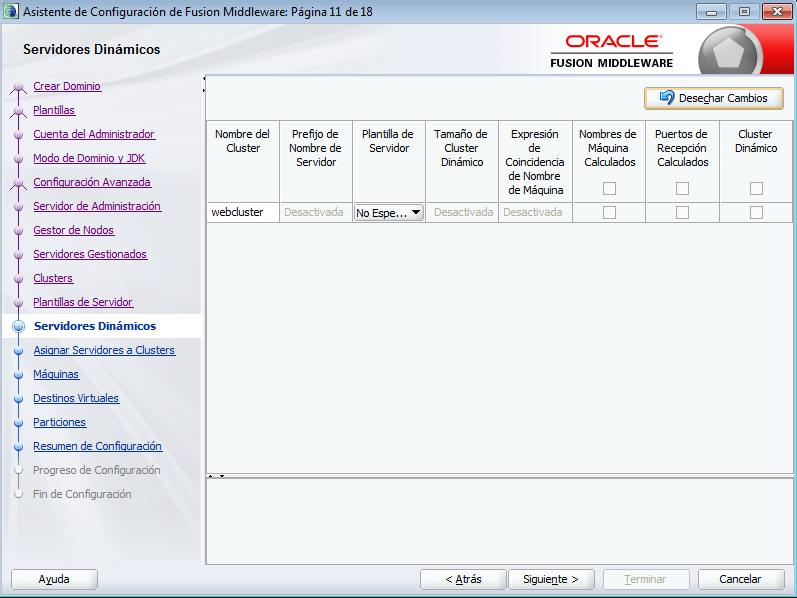 Asistente de Configuración de Fusion Middleware: Página 11 de 18
Servidores Dinámicos
ORACLE
FUSION MIDDLEWARE
Crear Dominio
Plantillas
Cuenta del Administrador
Modo de Dominio y JDK
Configuración Avanzada
Servidor de Administración
Gestor de Nodos
Servidores Gestionados
Clusters
Plantillas de Servidor
Servidores Dinámicos
Asignar Servidores a Clusters
Máquinas
Destinos Virtuales
Particiones
Resumen de Configuración
Progreso de Configuración
Fin de Configuración
Desechar Cambios
Nombre del
Cluster
Prefijo de
Nombre de
Servidor
Plantilla de
Servidor
Tamaño de
Cluster
Dinámico
Expresión
de
Coincidencia
de Nombre
de Máquina
Nombres de
Máquina
Calculados
Puertos de
Recepción
Calculados
Cluster
Dinámico
webcluster
Desactivada
No Espe...
Desactivada
Desactivada
Ayuda
< Atrás
Siguiente >
Terminar
Cancelar